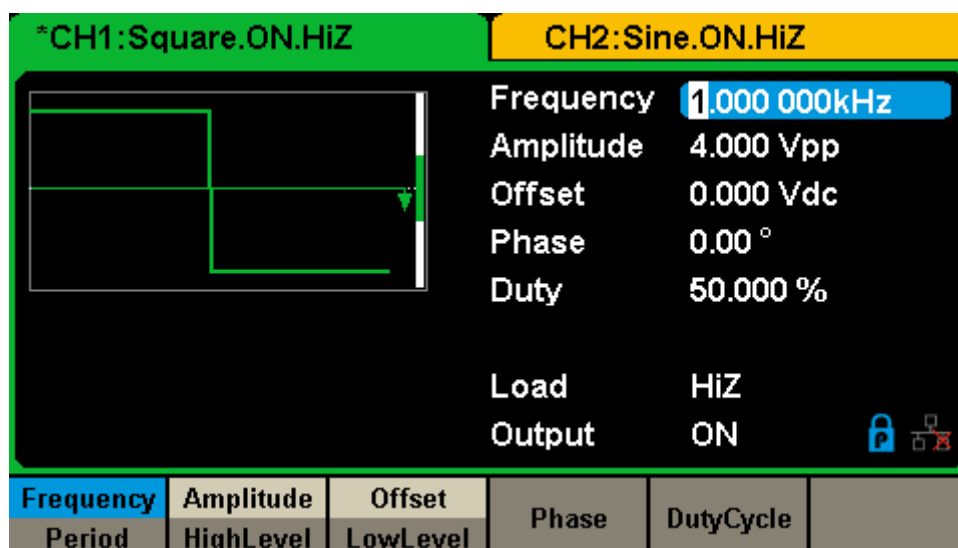 *CH1:Square.ON.HiZ
CH2:Sine.ON.HiZ
Frequency 1.000 000kHz
Amplitude 4.000 Vpp
Offset 0.000 Vdc
Phase 0.00 °
Duty 50.000 %
Load HiZ
Output ON
P
Frequency Amplitude Offset Phase DutyCycle
Period HighLevel LowLevel